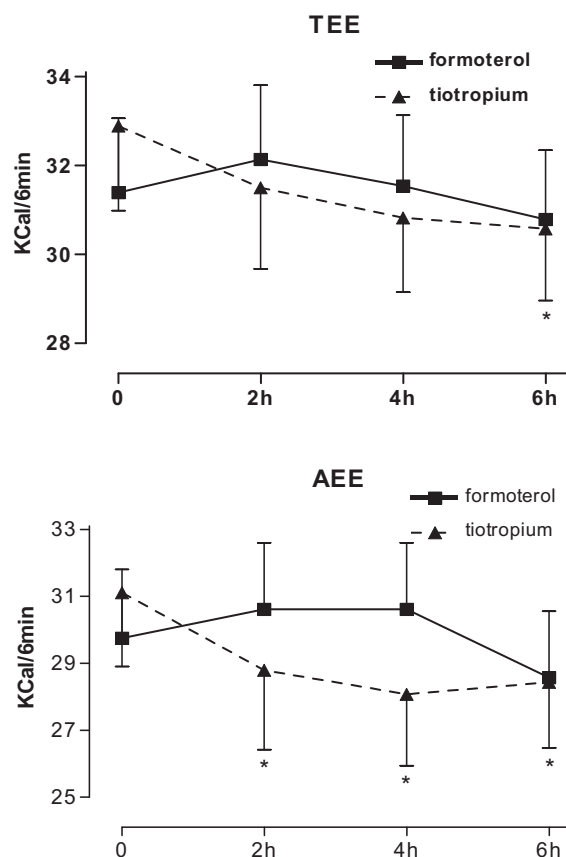 TEE
formoterol
tiotropium
KCal/6min
34
32
30
28
*
0 2h 4h 6h
AEE
formoterol
tiotropium
KCal/6min
33
31
29
27
25
* * *
0 2h 4h 6h